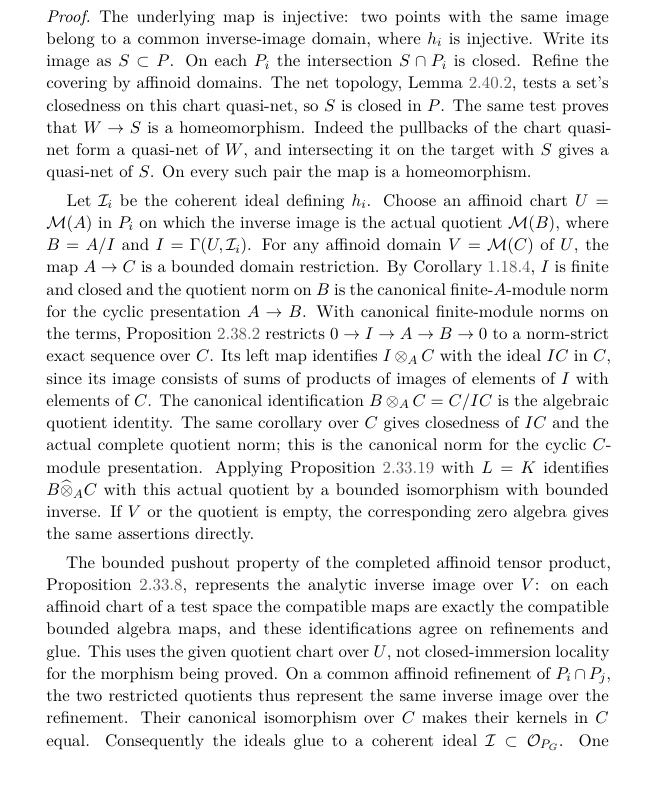 Proof. The underlying map is injective: two points with the same image
belong to a common inverse-image domain, where h_i is injective. Write its
image as S ⊂ P. On each P_i the intersection S ∩ P_i is closed. Refine the
covering by affinoid domains. The net topology, Lemma 2.40.2, tests a set's
closedness on this chart quasi-net, so S is closed in P. The same test proves
that W → S is a homeomorphism. Indeed the pullbacks of the chart quasi-
net form a quasi-net of W, and intersecting it on the target with S gives a
quasi-net of S. On every such pair the map is a homeomorphism.
Let ℐ_i be the coherent ideal defining h_i. Choose an affinoid chart U =
ℳ(A) in P_i on which the inverse image is the actual quotient ℳ(B), where
B = A/I and I = Γ(U, ℐ_i). For any affinoid domain V = ℳ(C) of U, the
map A → C is a bounded domain restriction. By Corollary 1.18.4, I is finite
and closed and the quotient norm on B is the canonical finite-A-module norm
for the cyclic presentation A → B. With canonical finite-module norms on
the terms, Proposition 2.38.2 restricts 0 → I → A → B → 0 to a norm-strict
exact sequence over C. Its left map identifies I ⊗_A C with the ideal IC in C,
since its image consists of sums of products of images of elements of I with
elements of C. The canonical identification B ⊗_A C = C/IC is the algebraic
quotient identity. The same corollary over C gives closedness of IC and the
actual complete quotient norm; this is the canonical norm for the cyclic C-
module presentation. Applying Proposition 2.33.19 with L = K identifies
B⊗̂_AC with this actual quotient by a bounded isomorphism with bounded
inverse. If V or the quotient is empty, the corresponding zero algebra gives
the same assertions directly.
The bounded pushout property of the completed affinoid tensor product,
Proposition 2.33.8, represents the analytic inverse image over V: on each
affinoid chart of a test space the compatible maps are exactly the compatible
bounded algebra maps, and these identifications agree on refinements and
glue. This uses the given quotient chart over U, not closed-immersion locality
for the morphism being proved. On a common affinoid refinement of P_i ∩ P_j,
the two restricted quotients thus represent the same inverse image over the
refinement. Their canonical isomorphism over C makes their kernels in C
equal. Consequently the ideals glue to a coherent ideal ℐ ⊂ 𝒪_{P_G}. One